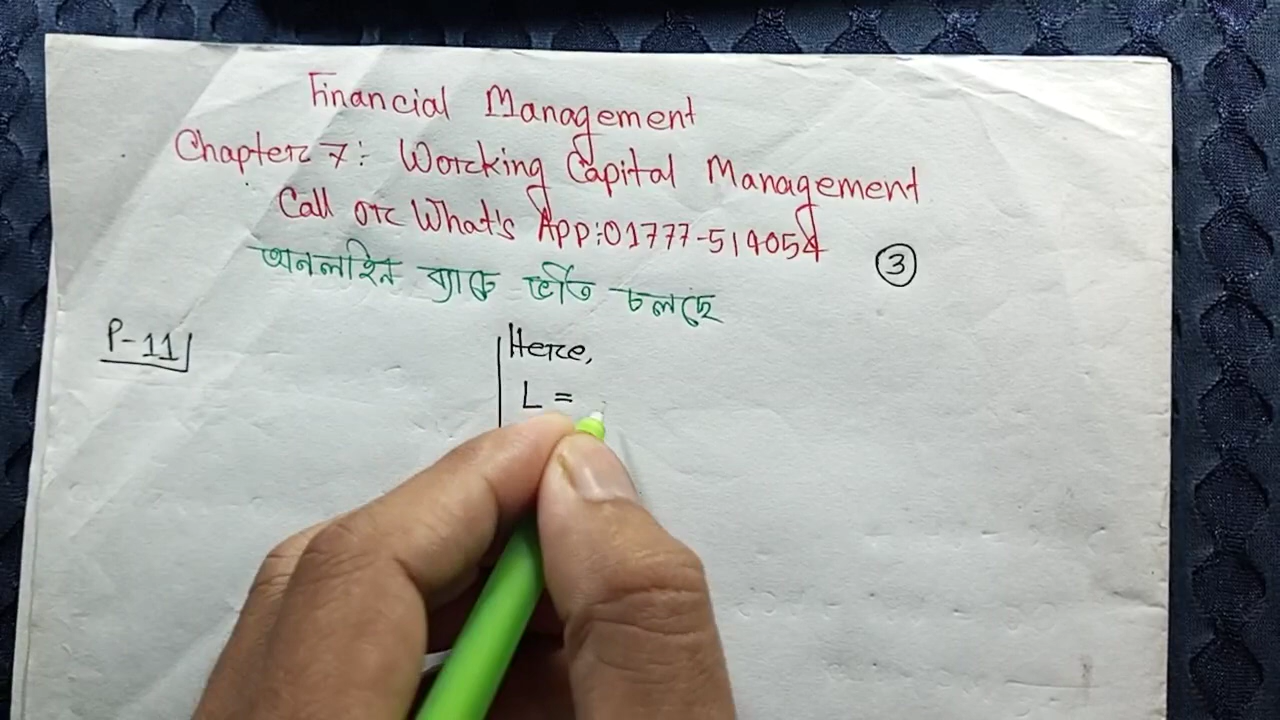 Financial Management
Chapter 7: Working Capital Management
Call or What's App:01777-519054
অনলাইন ব্যাচে ভর্তি চলছে
3
P-11
Here,
L =